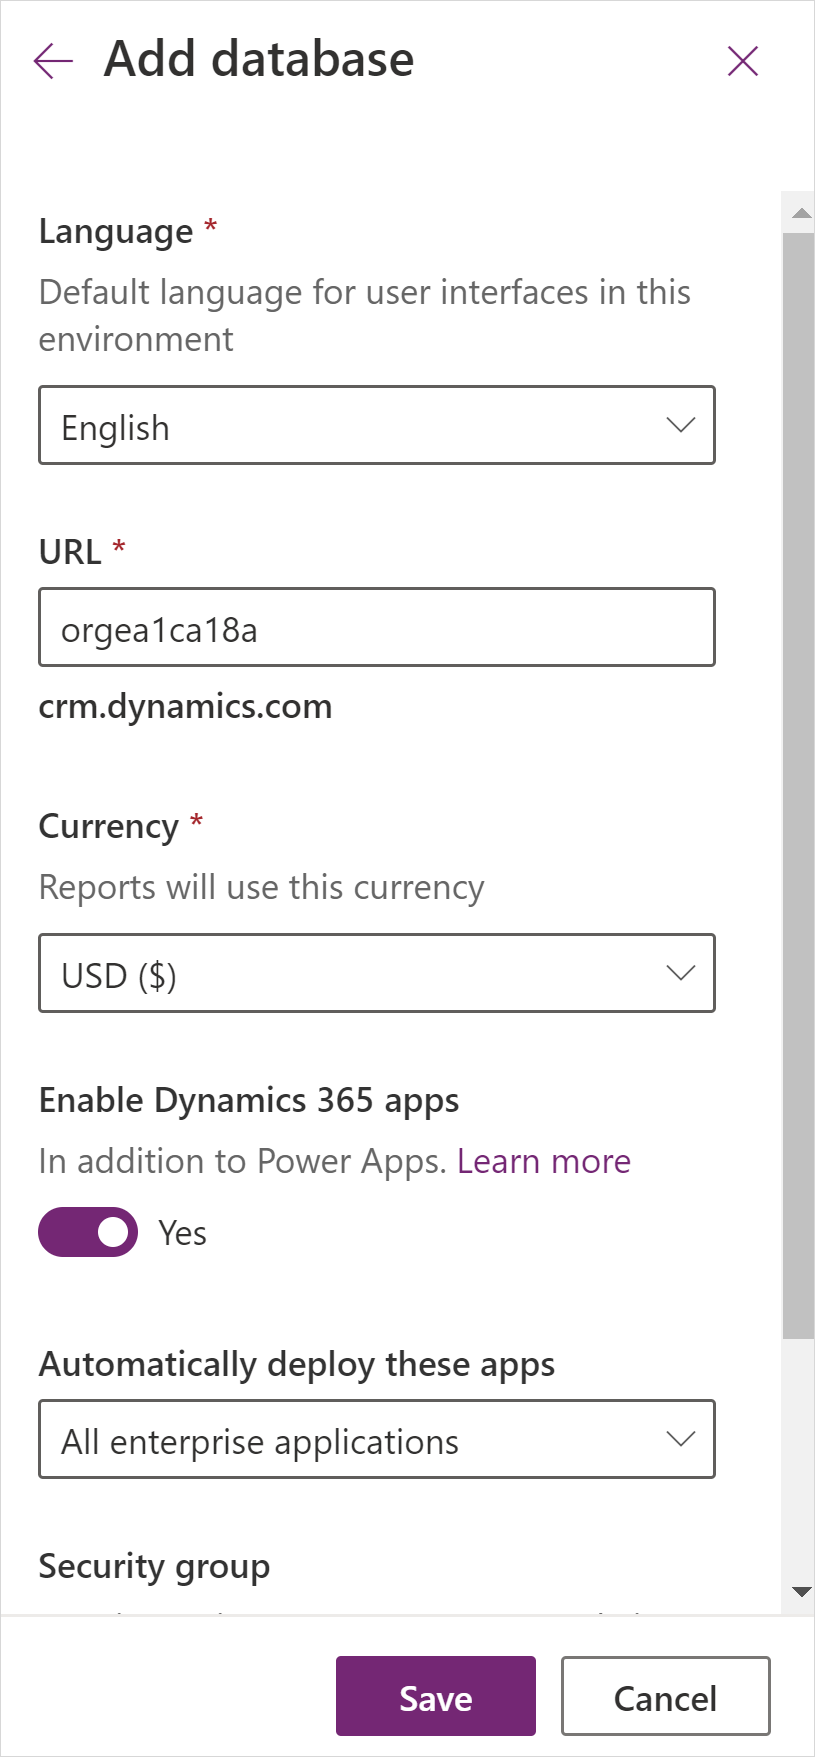 Add database
Language *
Default language for user interfaces in this
environment
English
URL *
orgea1ca18a
crm.dynamics.com
Currency *
Reports will use this currency
USD ($)
Enable Dynamics 365 apps
In addition to Power Apps. Learn more
Yes
Automatically deploy these apps
All enterprise applications
Security group
Save
Cancel